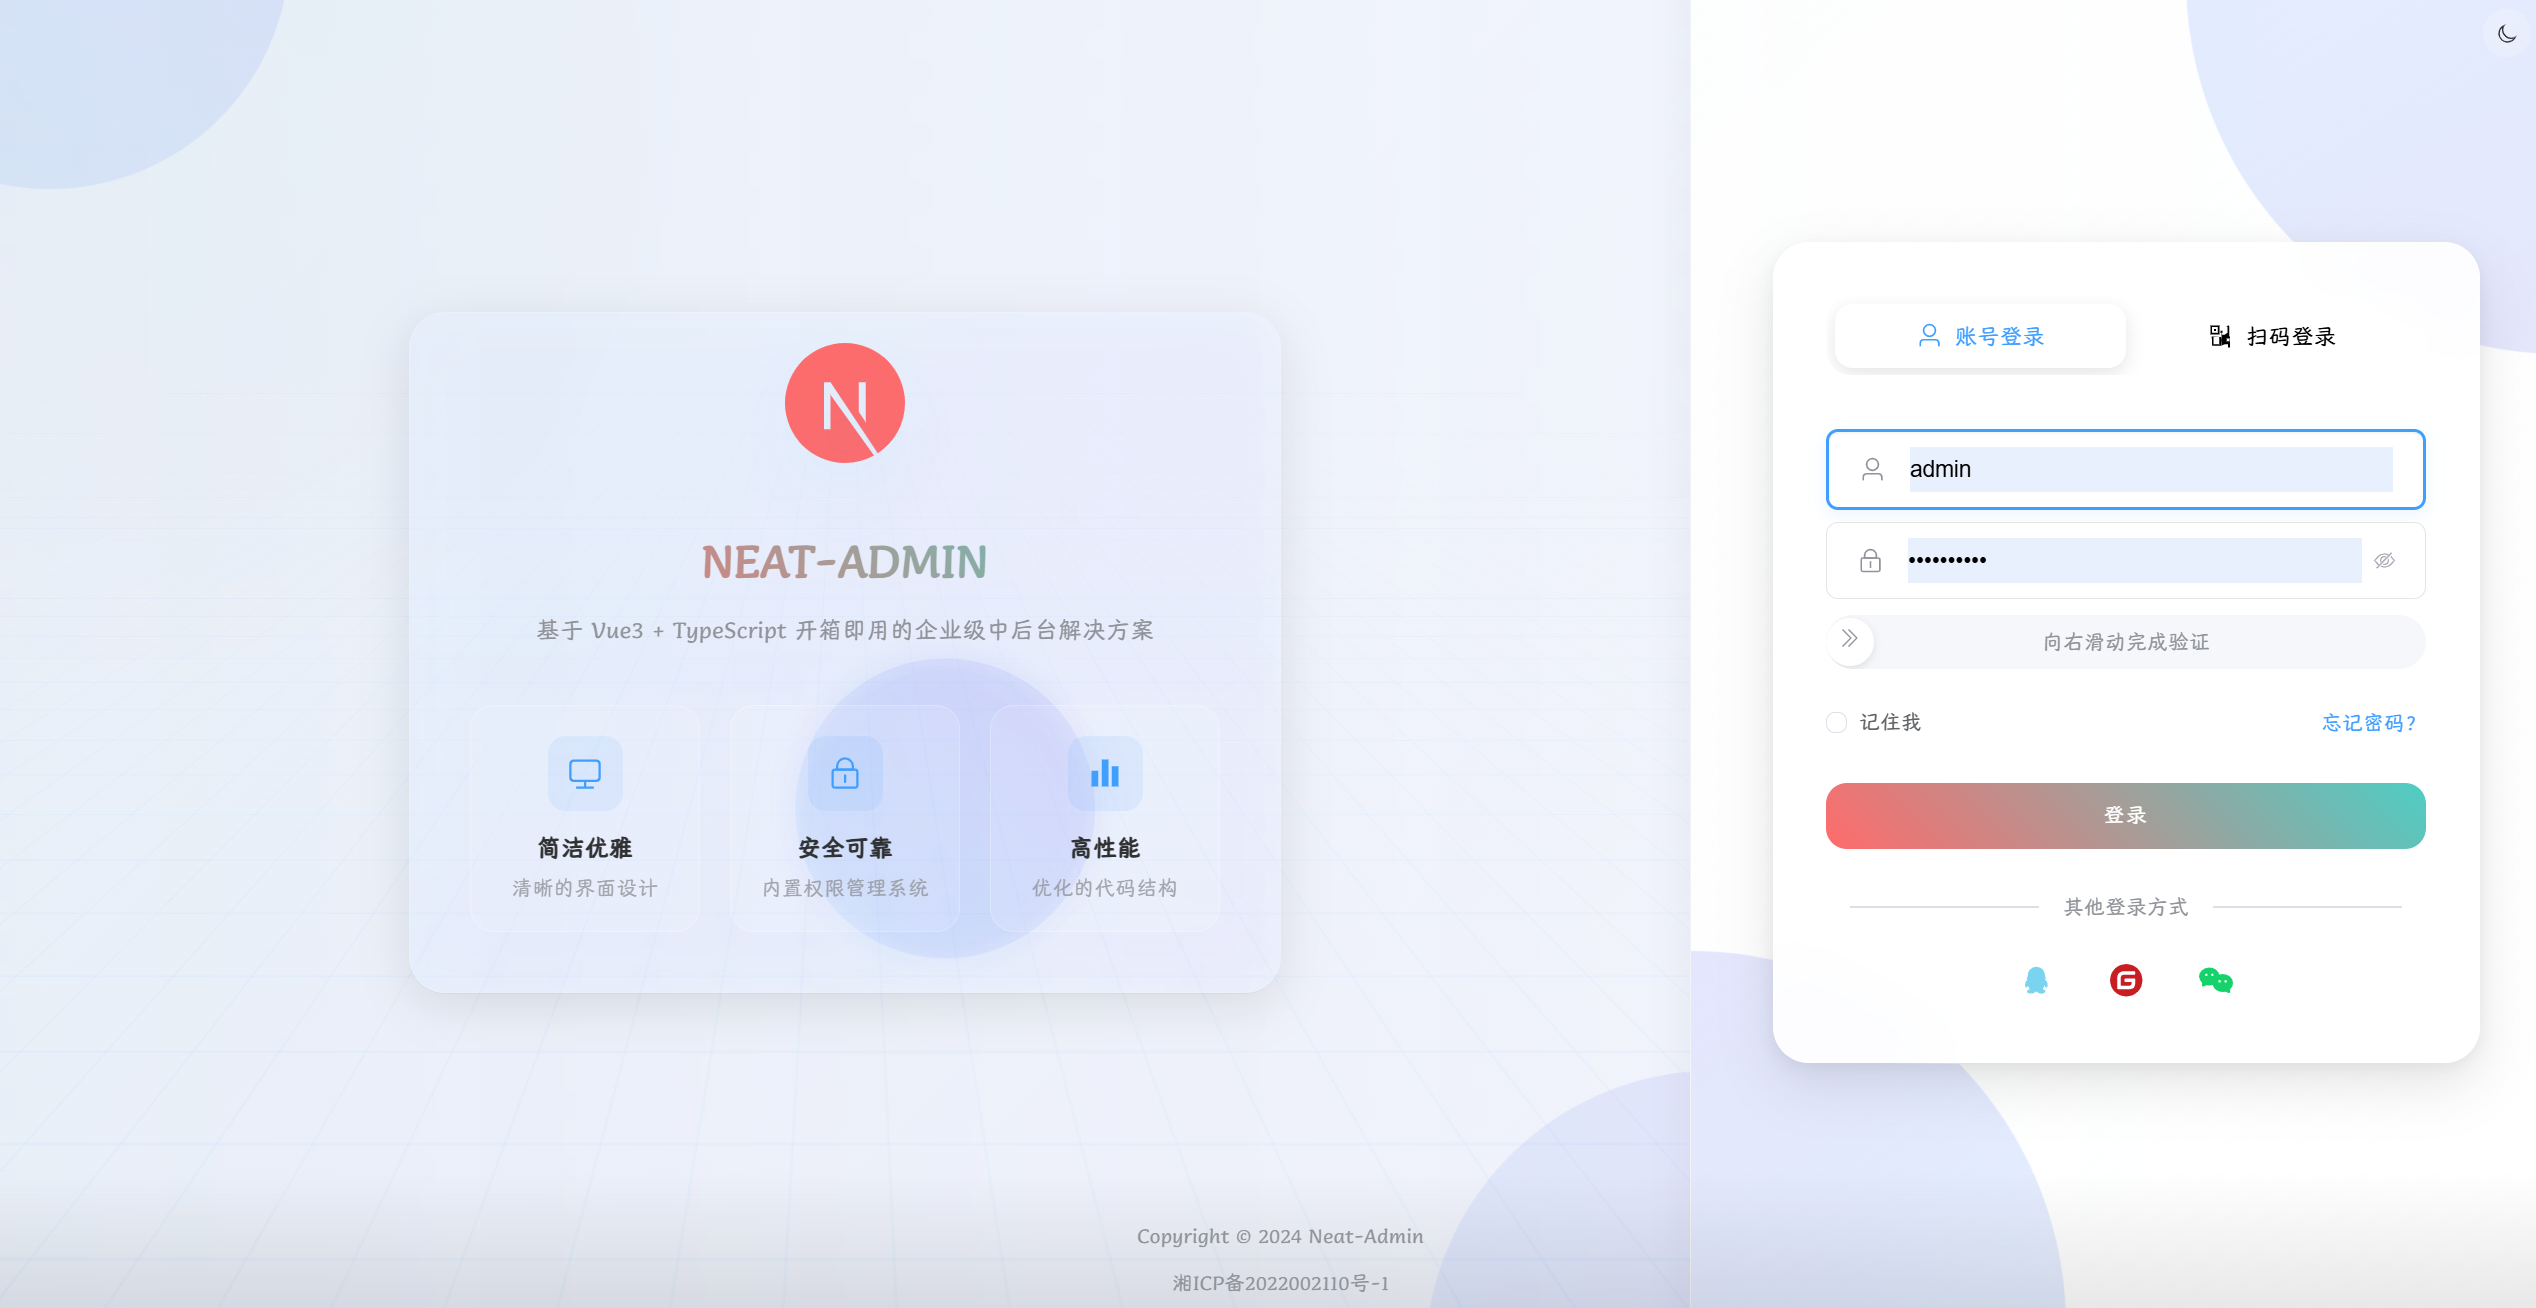 NEAT-ADMIN
基于 Vue3 + TypeScript 开箱即用的企业级中后台解决方案
简洁优雅
清晰的界面设计
安全可靠
内置权限管理系统
高性能
优化的代码结构
Copyright © 2024 Neat-Admin
湘ICP备2022002110号-1
账号登录
扫码登录
admin
••••••••••
向右滑动完成验证
记住我
忘记密码?
登录
其他登录方式